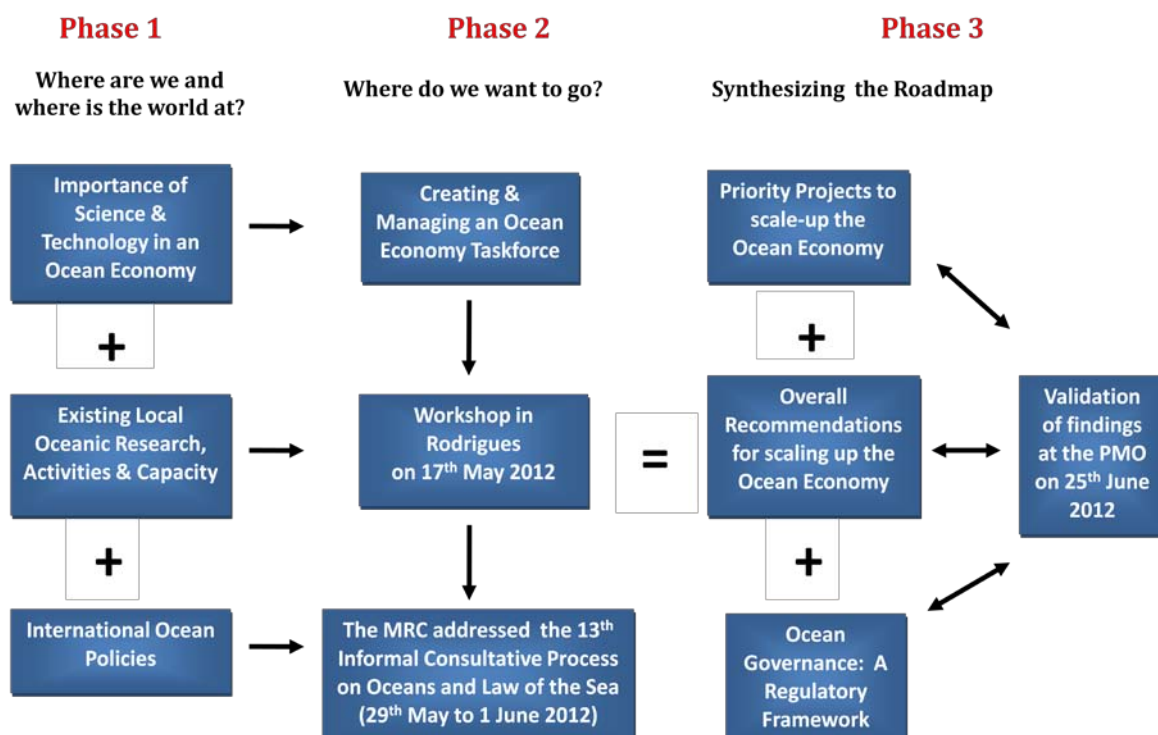 Phase 1
Where are we and
where is the world at?
Importance of
Science &
Technology in an
Ocean Economy
+
Existing Local
Oceanic Research,
Activities & Capacity
+
International Ocean
Policies
Phase 2
Where do we want to go?
Creating &
Managing an Ocean
Economy Taskforce
Workshop in
Rodrigues
on 17th May 2012
The MRC addressed the 13th
Informal Consultative Process
on Oceans and Law of the Sea
(29th May to 1 June 2012)
=
Phase 3
Synthesizing the Roadmap
Priority Projects to
scale-up the
Ocean Economy
+
Overall
Recommendations
for scaling up the
Ocean Economy
+
Ocean
Governance: A
Regulatory
Framework
Validation
of findings
at the PMO
on 25th June
2012